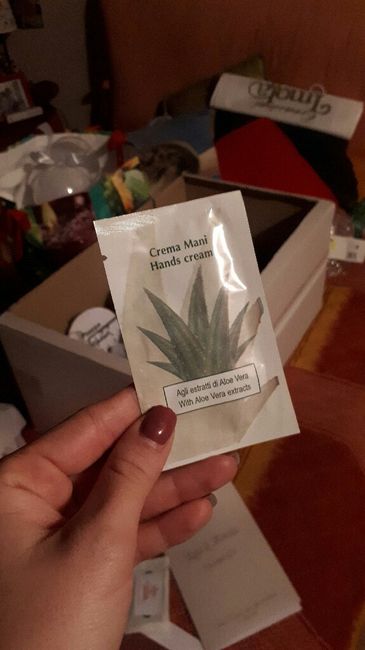 Crema Mani
Hands cream
Agli estratti di Aloe Vera
With Aloe Vera extracts